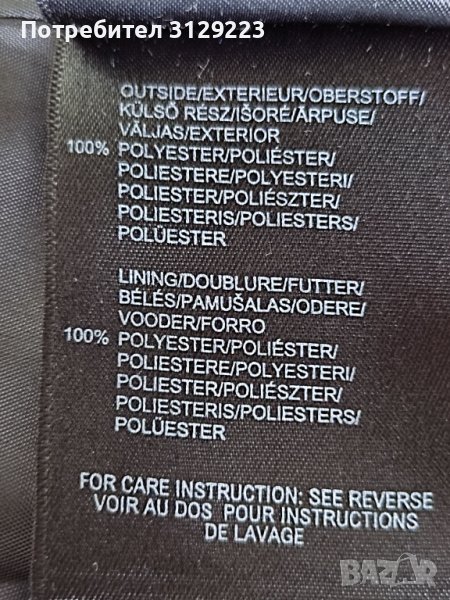 Потребител 3129223
OUTSIDE/EXTERIEUR/OBERSTOFF/
KÜLSŐ RÉSZ/IŠORÉ/ĀRPUSE/
VÄLJAS/EXTERIOR
100% POLYESTER/POLIÉSTER/
POLIESTERE/POLYESTERI/
POLIESTER/POLIÉSZTER/
POLIESTERIS/POLIESTERS/
POLÜESTER
LINING/DOUBLURE/FUTTER/
BÉLÉS/PAMUŠALAS/ODERE/
VOODER/FORRO
100% POLYESTER/POLIÉSTER/
POLIESTERE/POLYESTERI/
POLIESTER/POLIÉSZTER/
POLIESTERIS/POLIESTERS/
POLÜESTER
FOR CARE INSTRUCTION: SEE REVERSE
VOIR AU DOS POUR INSTRUCTIONS
DE LAVAGE
BAZAR